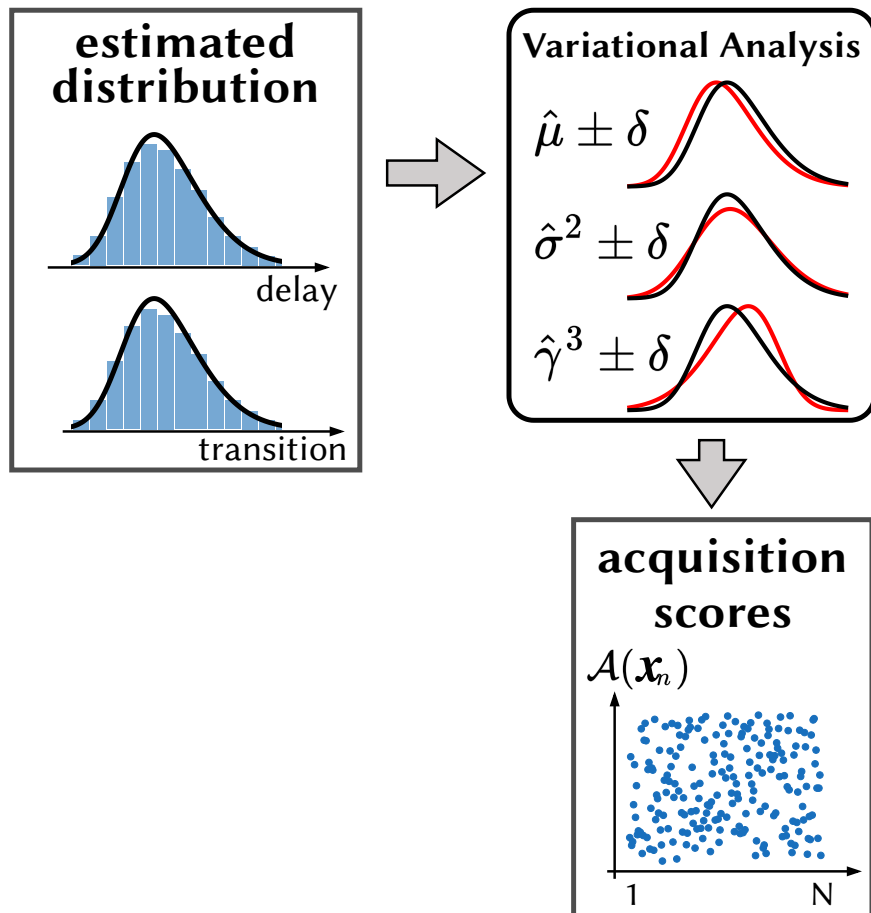 estimated
distribution
delay
transition
Variational Analysis
μ̂ ± δ
σ̂² ± δ
γ̂³ ± δ
acquisition
scores
𝒜(𝒙ₙ)
1 N